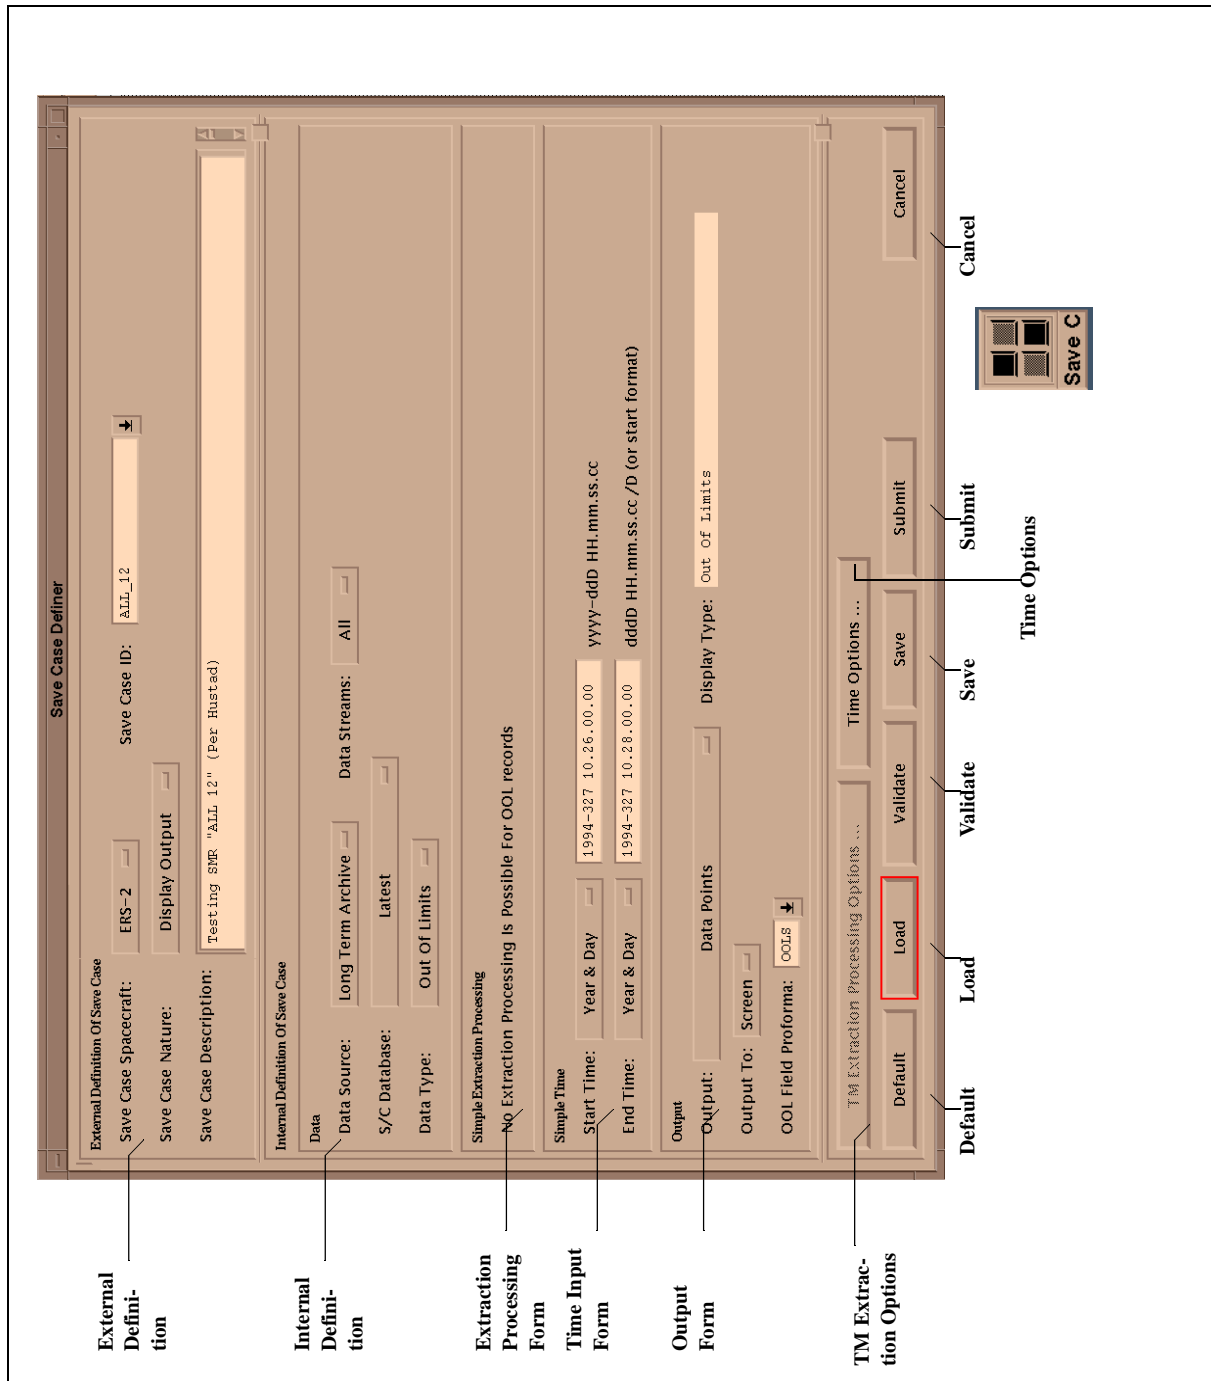 Save Case Definer
External Definition Of Save Case
Save Case Spacecraft: ERS-2 Save Case ID: ALL_12
Save Case Nature: Display Output
Save Case Description: Testing SMR "ALL 12" (Per Hustad)
Internal Definition Of Save Case
Data
Data Source: Long Term Archive Data Streams: All
S/C Database: Latest
Data Type: Out Of Limits
Simple Extraction Processing
No Extraction Processing Is Possible For OOL records
Simple Time
Start Time: Year & Day 1994-327 10.26.00.00 yyyy-ddD HH.mm.ss.cc
End Time: Year & Day 1994-327 10.28.00.00 dddD HH.mm.ss.cc /D (or start format)
Output
Output: Data Points Display Type: Out Of Limits
Output To: Screen
OOL Field Proforma: OOLS
TM Extraction Processing Options ... Time Options ...
Default Load Validate Save Submit Cancel
External
Defini-
tion
Internal
Defini-
tion
Extraction
Processing
Form
Time Input
Form
Output
Form
TM Extrac-
tion Options
Default Load Validate Save Submit Cancel
Time Options
Save C